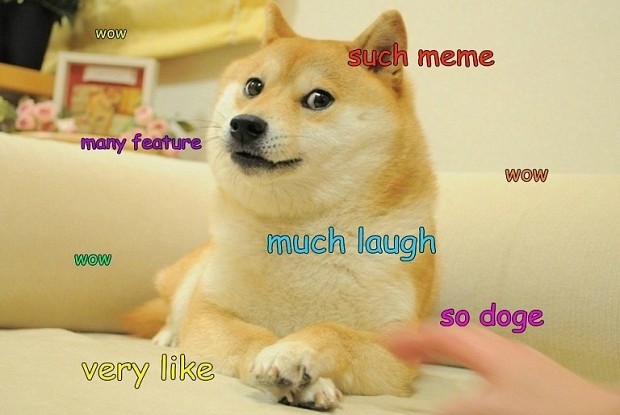 wow
such meme
many feature
wow
much laugh
wow
so doge
very like